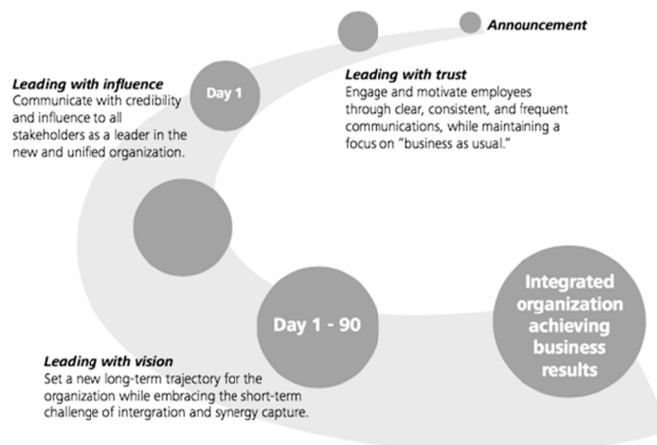 Announcement
Leading with trust
Engage and motivate employees
through clear, consistent, and frequent
communications, while maintaining a
focus on “business as usual.”
Day 1
Leading with influence
Communicate with credibility
and influence to all
stakeholders as a leader in the
new and unified organization.
Day 1 - 90
Leading with vision
Set a new long-term trajectory for the
organization while embracing the short-term
challenge of intergration and synergy capture.
Integrated
organization
achieving
business
results